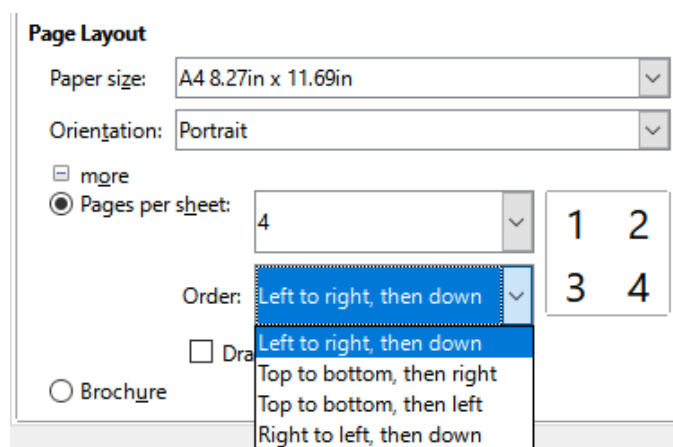 Page Layout
Paper size: A4 8.27in x 11.69in
Orientation: Portrait
more
Pages per sheet: 4
1 2
3 4
Order: Left to right, then down
Left to right, then down
Top to bottom, then right
Top to bottom, then left
Right to left, then down
Brochure